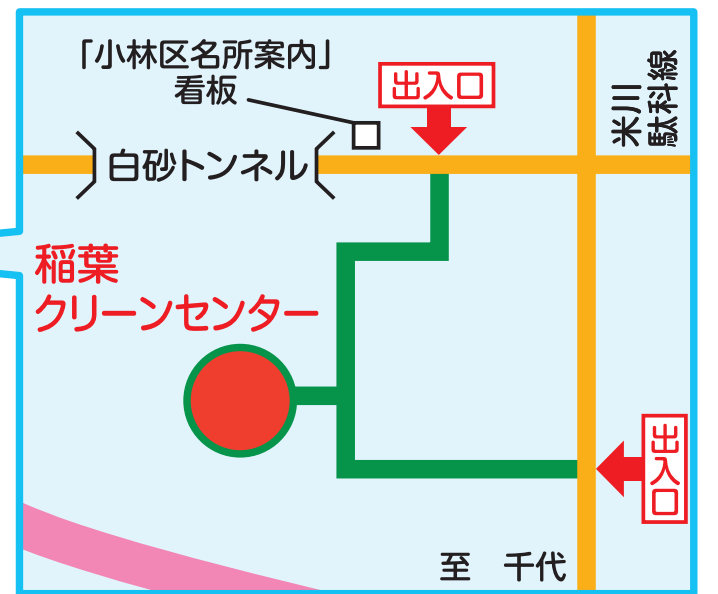 「小林区名所案内」
看板
出入口
米川
駄科線
白砂トンネル
稲葉
クリーンセンター
出入口
至 千代